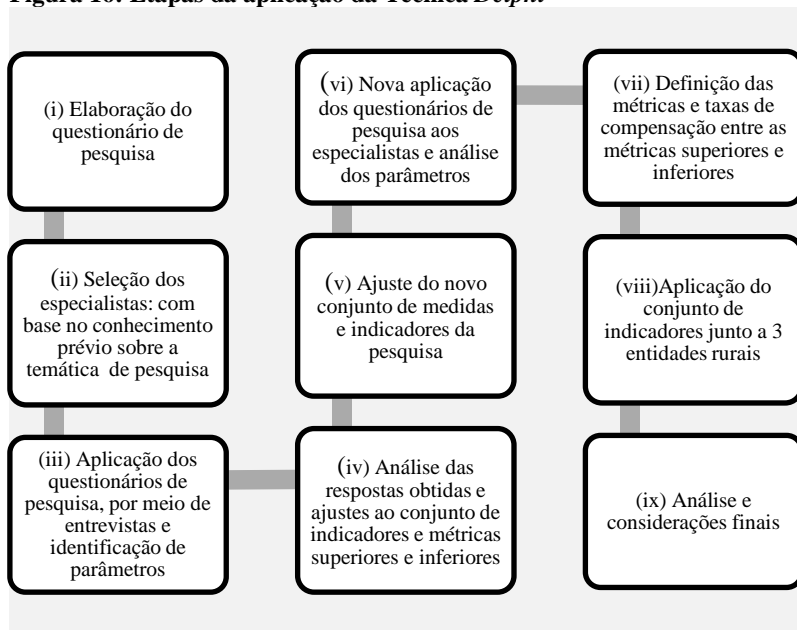 Figura 10: Etapas da aplicação da Técnica Delphi
(i) Elaboração do
questionário de
pesquisa
(ii) Seleção dos
especialistas: com
base no conhecimento
prévio sobre a
temática de pesquisa
(iii) Aplicação dos
questionários de
pesquisa, por meio de
entrevistas e
identificação de
parâmetros
(iv) Análise das
respostas obtidas e
ajustes ao conjunto de
indicadores e métricas
superiores e inferiores
(v) Ajuste do novo
conjunto de medidas
e indicadores da
pesquisa
(vi) Nova aplicação
dos questionários de
pesquisa aos
especialistas e análise
dos parâmetros
(vii) Definição das
métricas e taxas de
compensação entre as
métricas superiores e
inferiores
(viii)Aplicação do
conjunto de
indicadores junto a 3
entidades rurais
(ix) Análise e
considerações finais